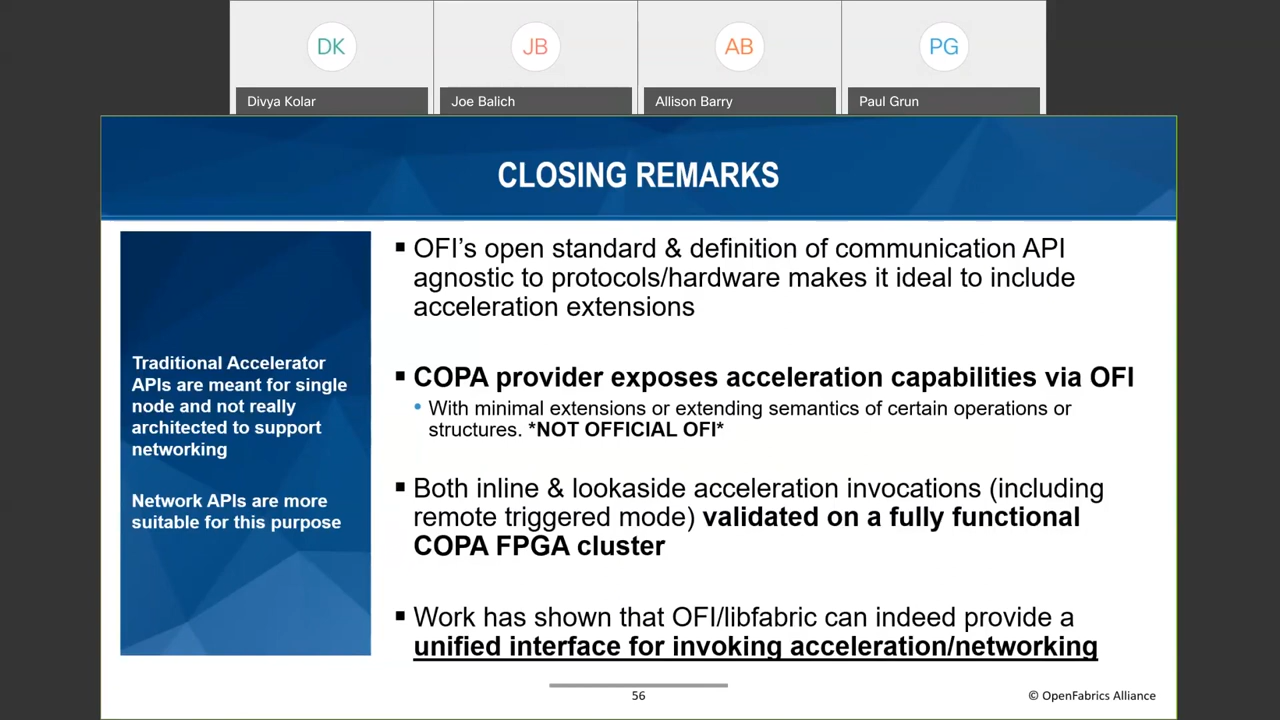 DK
JB
AB
PG
Divya Kolar
Joe Balich
Allison Barry
Paul Grun
CLOSING REMARKS
Traditional Accelerator
APIs are meant for single
node and not really
architected to support
networking
Network APIs are more
suitable for this purpose
▪ OFI’s open standard & definition of communication API
agnostic to protocols/hardware makes it ideal to include
acceleration extensions
▪ COPA provider exposes acceleration capabilities via OFI
• With minimal extensions or extending semantics of certain operations or
structures. *NOT OFFICIAL OFI*
▪ Both inline & lookaside acceleration invocations (including
remote triggered mode) validated on a fully functional
COPA FPGA cluster
▪ Work has shown that OFI/libfabric can indeed provide a
unified interface for invoking acceleration/networking
56
© OpenFabrics Alliance